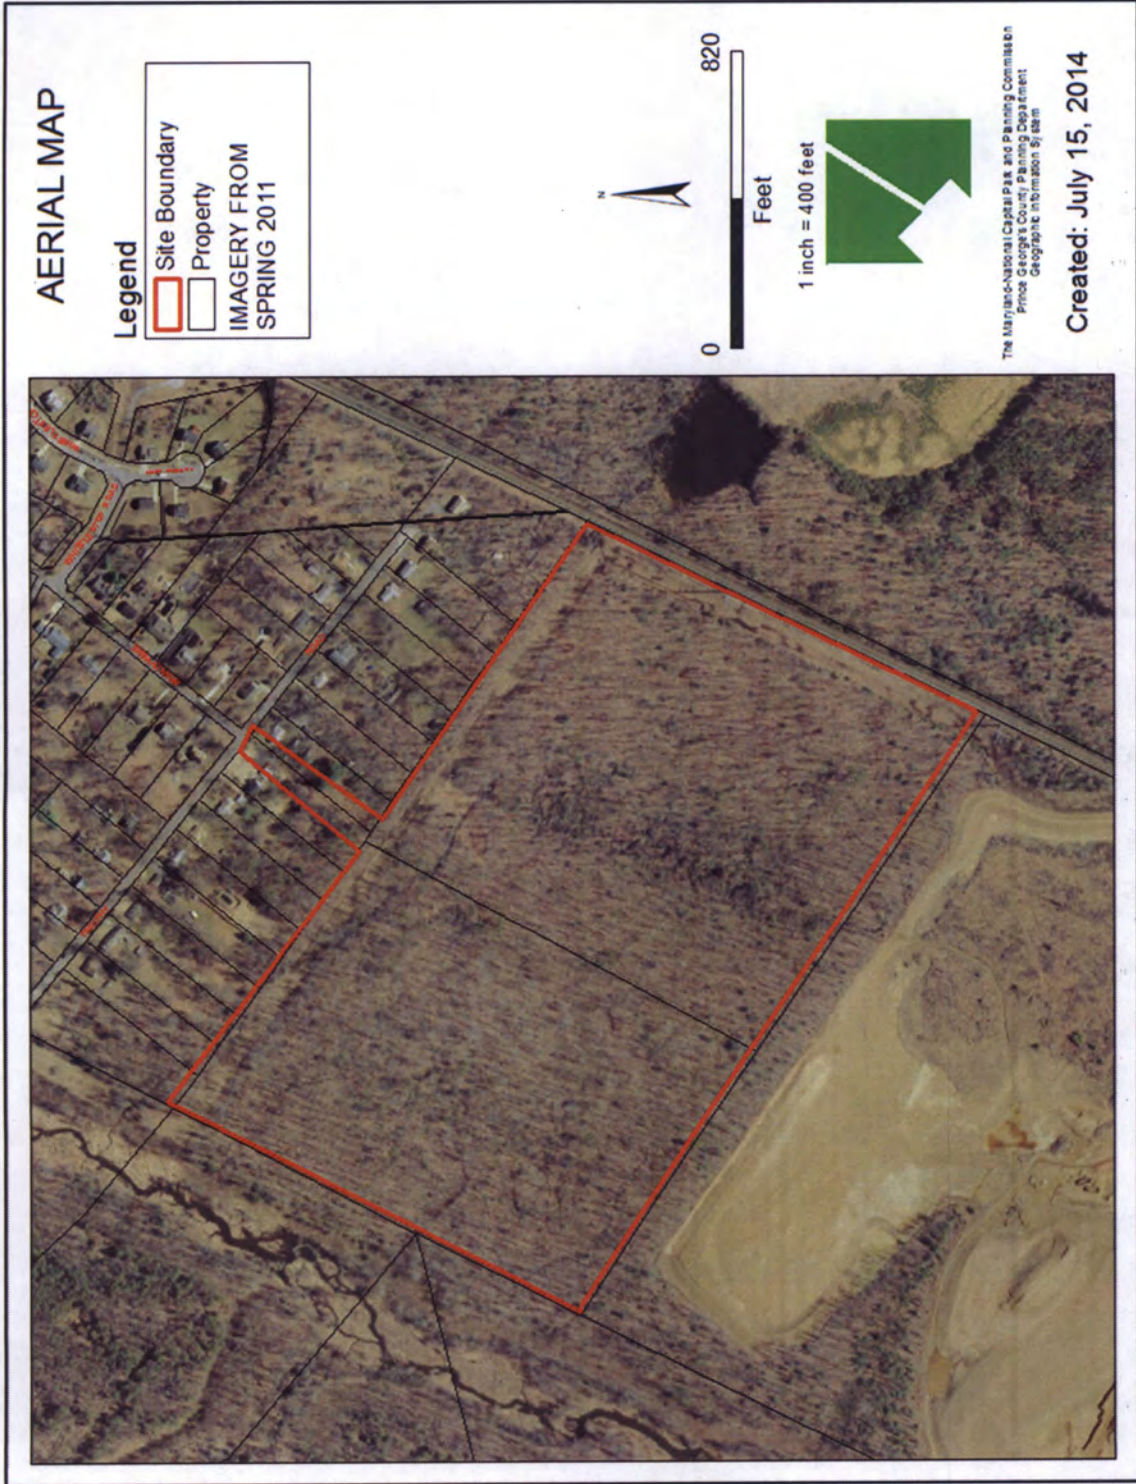 AERIAL MAP
Legend
Site Boundary
Property
IMAGERY FROM
SPRING 2011
N
0
820
Feet
1 inch = 400 feet
The Maryland-National Capital Park and Planning Commission
Prince George's County Planning Department
Geographic Information System
Created: July 15, 2014